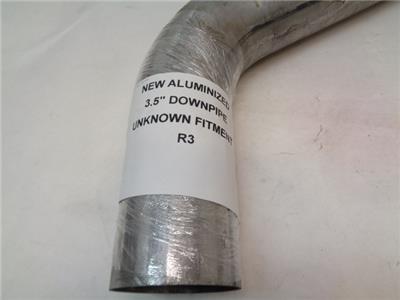 NEW ALUMINIZED
3.5" DOWNPIPE
UNKNOWN FITMENT
R3